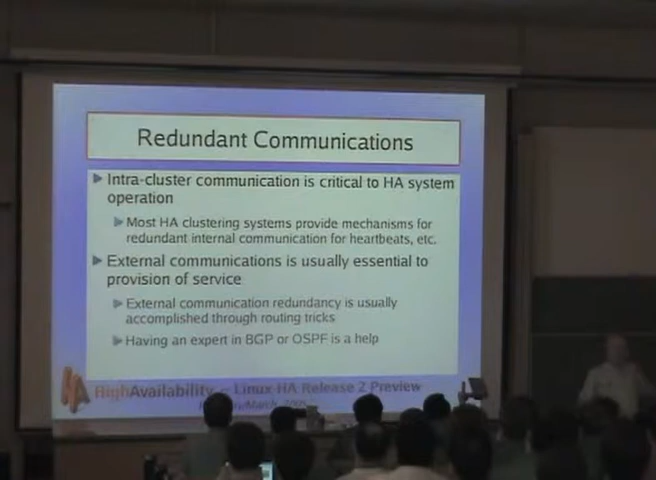 Redundant Communications
Intra-cluster communication is critical to HA system
operation
Most HA clustering systems provide mechanisms for
redundant internal communication for heartbeats, etc.
External communications is usually essential to
provision of service
External communication redundancy is usually
accomplished through routing tricks
Having an expert in BGP or OSPF is a help
HA HighAvailability – Linux HA Release 2 Preview